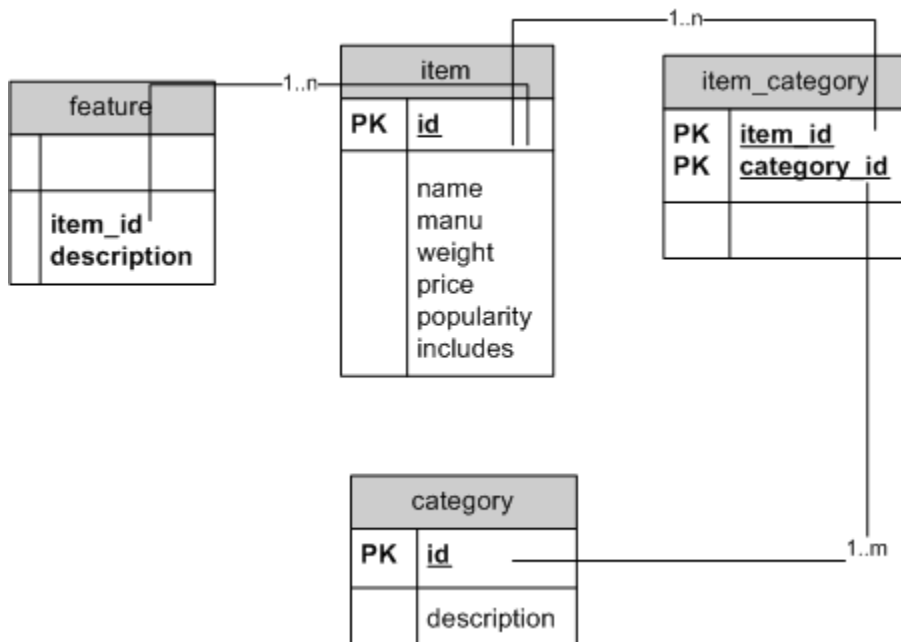 feature
item_id
description
1..n
item
PK id
name
manu
weight
price
popularity
includes
1..n
item_category
PK item_id
PK category_id
1..m
category
PK id
description